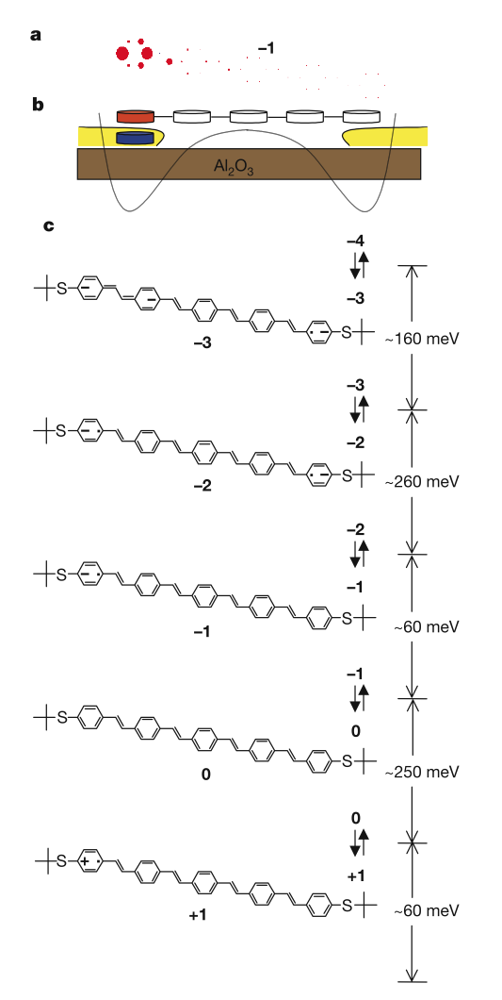 a
−1
b
Al₂O₃
c
−4
−3
S
−
−
· −
S
−3
~160 meV
−3
−2
S
− ·
· −
S
−2
~260 meV
−2
−1
S
− ·
S
−1
~60 meV
−1
0
S
S
0
~250 meV
0
+1
S
+ ·
S
+1
~60 meV